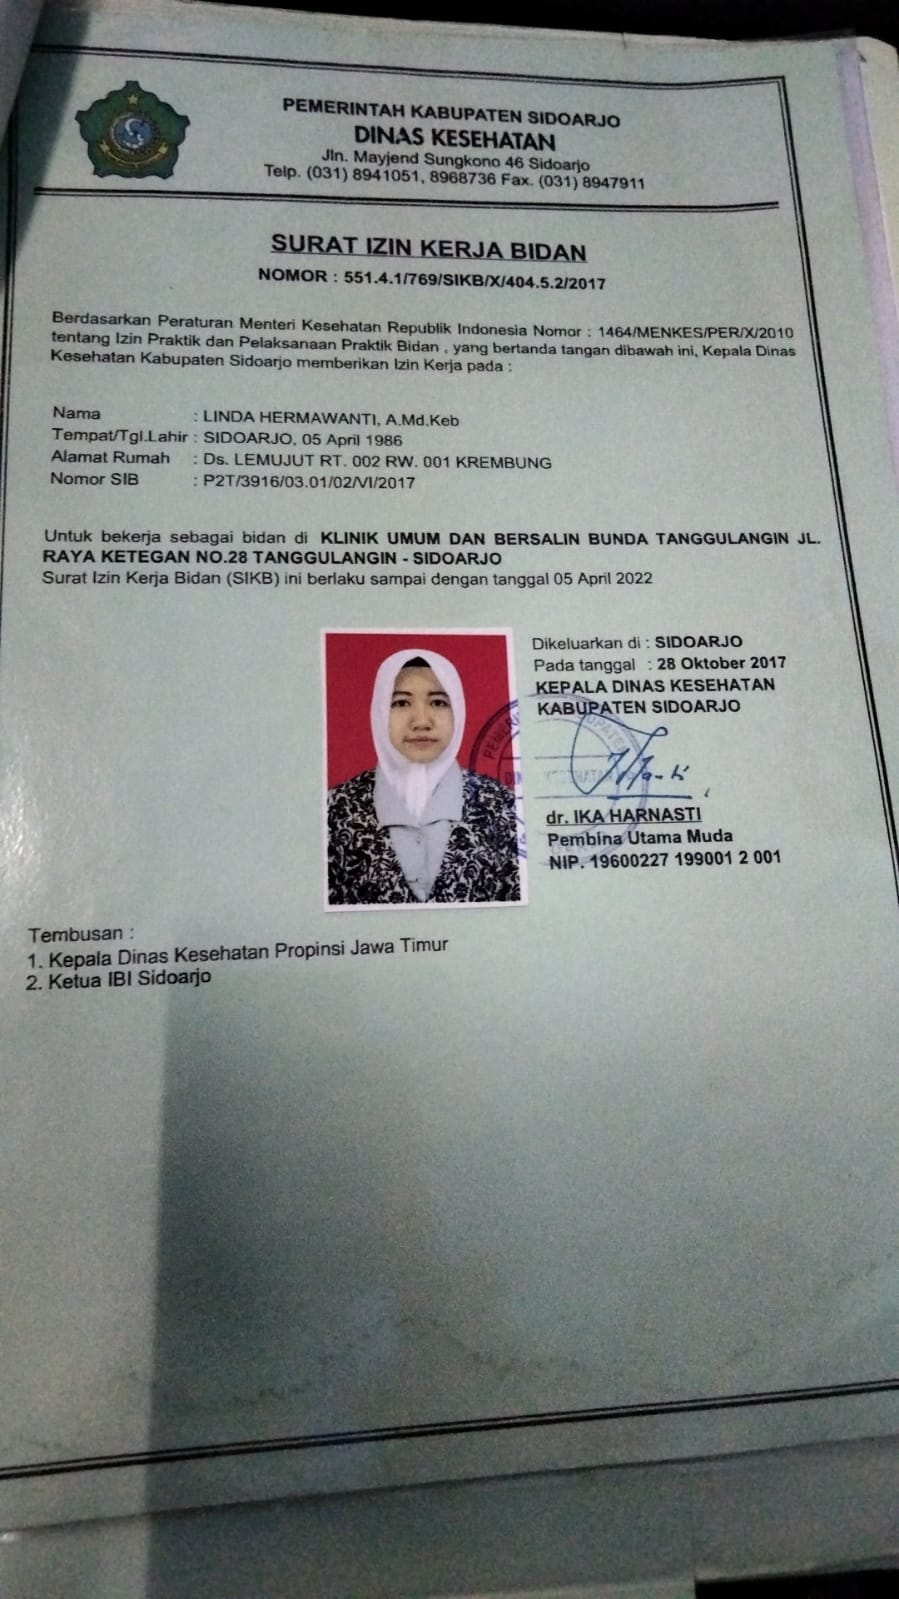 PEMERINTAH KABUPATEN SIDOARJO
DINAS KESEHATAN
Jln. Mayjend Sungkono 46 Sidoarjo
Telp. (031) 8941051, 8968736 Fax. (031) 8947911
SURAT IZIN KERJA BIDAN
NOMOR : 551.4.1/769/SIKB/X/404.5.2/2017
Berdasarkan Peraturan Menteri Kesehatan Republik Indonesia Nomor : 1464/MENKES/PER/X/2010
tentang Izin Praktik dan Pelaksanaan Praktik Bidan , yang bertanda tangan dibawah ini, Kepala Dinas
Kesehatan Kabupaten Sidoarjo memberikan Izin Kerja pada :
Nama : LINDA HERMAWANTI, A.Md.Keb
Tempat/Tgl.Lahir : SIDOARJO, 05 April 1986
Alamat Rumah : Ds. LEMUJUT RT. 002 RW. 001 KREMBUNG
Nomor SIB : P2T/3916/03.01/02/VI/2017
Untuk bekerja sebagai bidan di KLINIK UMUM DAN BERSALIN BUNDA TANGGULANGIN JL.
RAYA KETEGAN NO.28 TANGGULANGIN - SIDOARJO
Surat Izin Kerja Bidan (SIKB) ini berlaku sampai dengan tanggal 05 April 2022
Dikeluarkan di : SIDOARJO
Pada tanggal : 28 Oktober 2017
KEPALA DINAS KESEHATAN
KABUPATEN SIDOARJO
dr. IKA HARNASTI
Pembina Utama Muda
NIP. 19600227 199001 2 001
Tembusan :
1. Kepala Dinas Kesehatan Propinsi Jawa Timur
2. Ketua IBI Sidoarjo